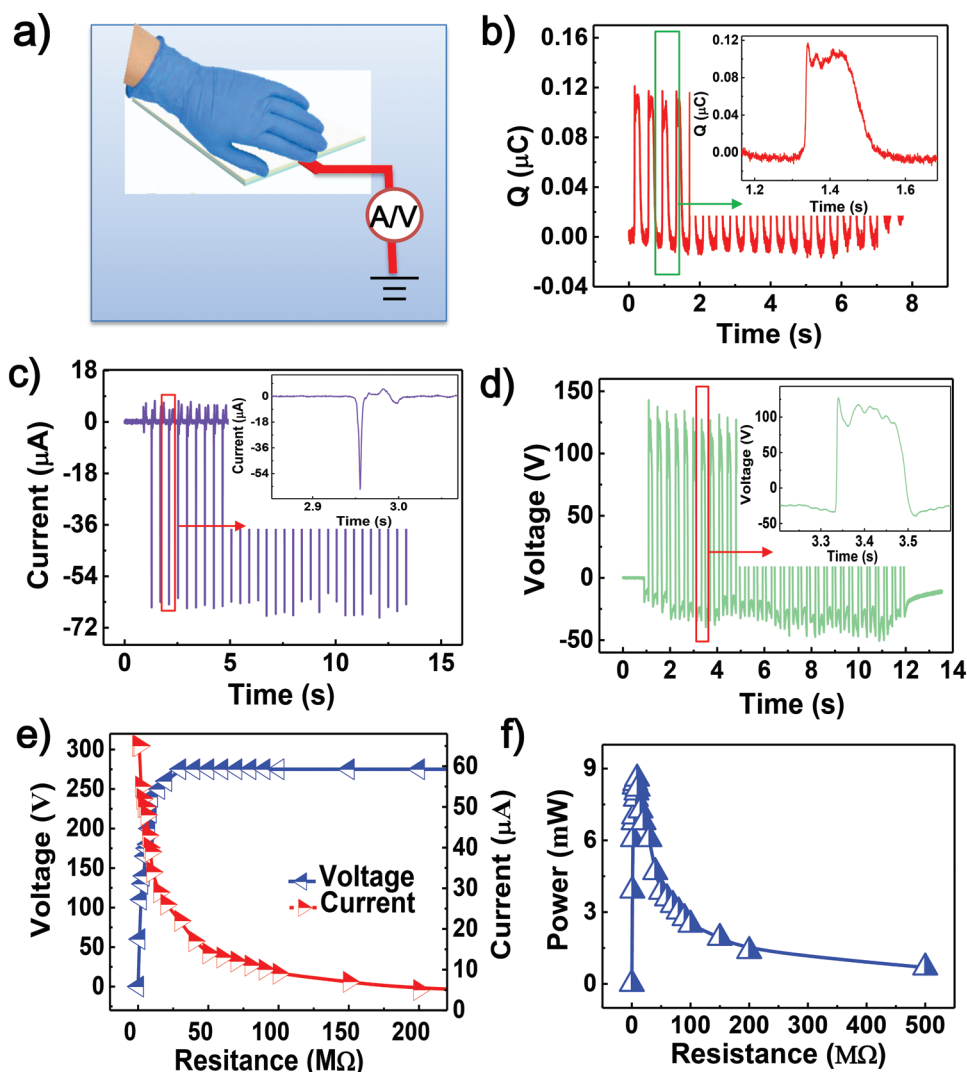 a)
A/V
b)
0.16
0.12
0.08
0.04
0.00
-0.04
Q (μC)
0 2 4 6 8
Time (s)
0.12
0.09
0.06
0.03
0.00
Q (μC)
1.2 1.4 1.6
Time (s)
c)
18
0
-18
-36
-54
-72
Current (μA)
0 5 10 15
Time (s)
0
-18
-36
-54
Current (μA)
2.9 3.0
Time (s)
d)
150
100
50
0
-50
Voltage (V)
0 2 4 6 8 10 12 14
Time (s)
100
50
0
-50
Voltage (V)
3.3 3.4 3.5
Time (s)
e)
300
250
200
150
100
50
0
Voltage (V)
60
50
40
30
20
10
0
Current (μA)
Voltage
Current
0 50 100 150 200
Resitance (MΩ)
f)
9
6
3
0
Power (mW)
0 100 200 300 400 500
Resistance (MΩ)